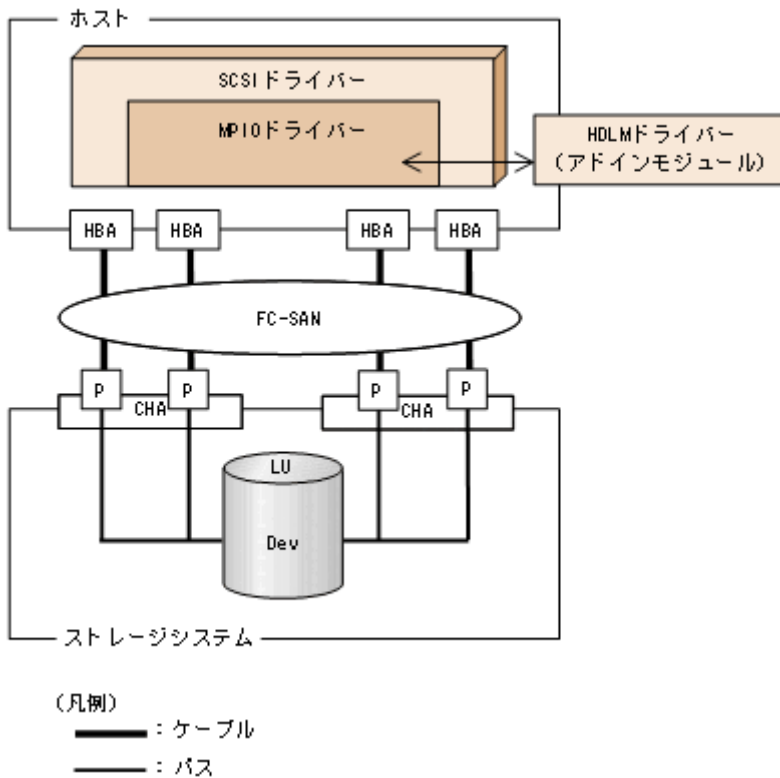 ホスト
SCSIドライバー
MPIOドライバー
HDLMドライバー
(アドインモジュール)
HBA
HBA
HBA
HBA
FC-SAN
P
P
P
P
CHA
CHA
LU
Dev
ストレージシステム
(凡例)
:ケーブル
:パス